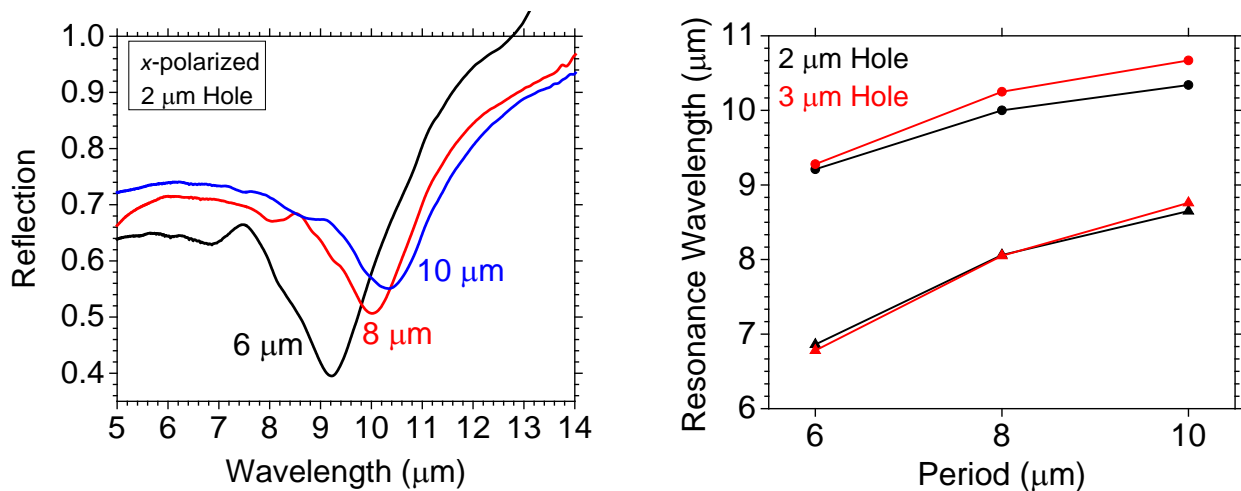 x-polarized
2 μm Hole
1.0
0.9
0.8
0.7
0.6
0.5
0.4
Reflection
6 μm
8 μm
10 μm
5 6 7 8 9 10 11 12 13 14
Wavelength (μm)
2 μm Hole
3 μm Hole
11
10
9
8
7
6
Resonance Wavelength (μm)
6 8 10
Period (μm)